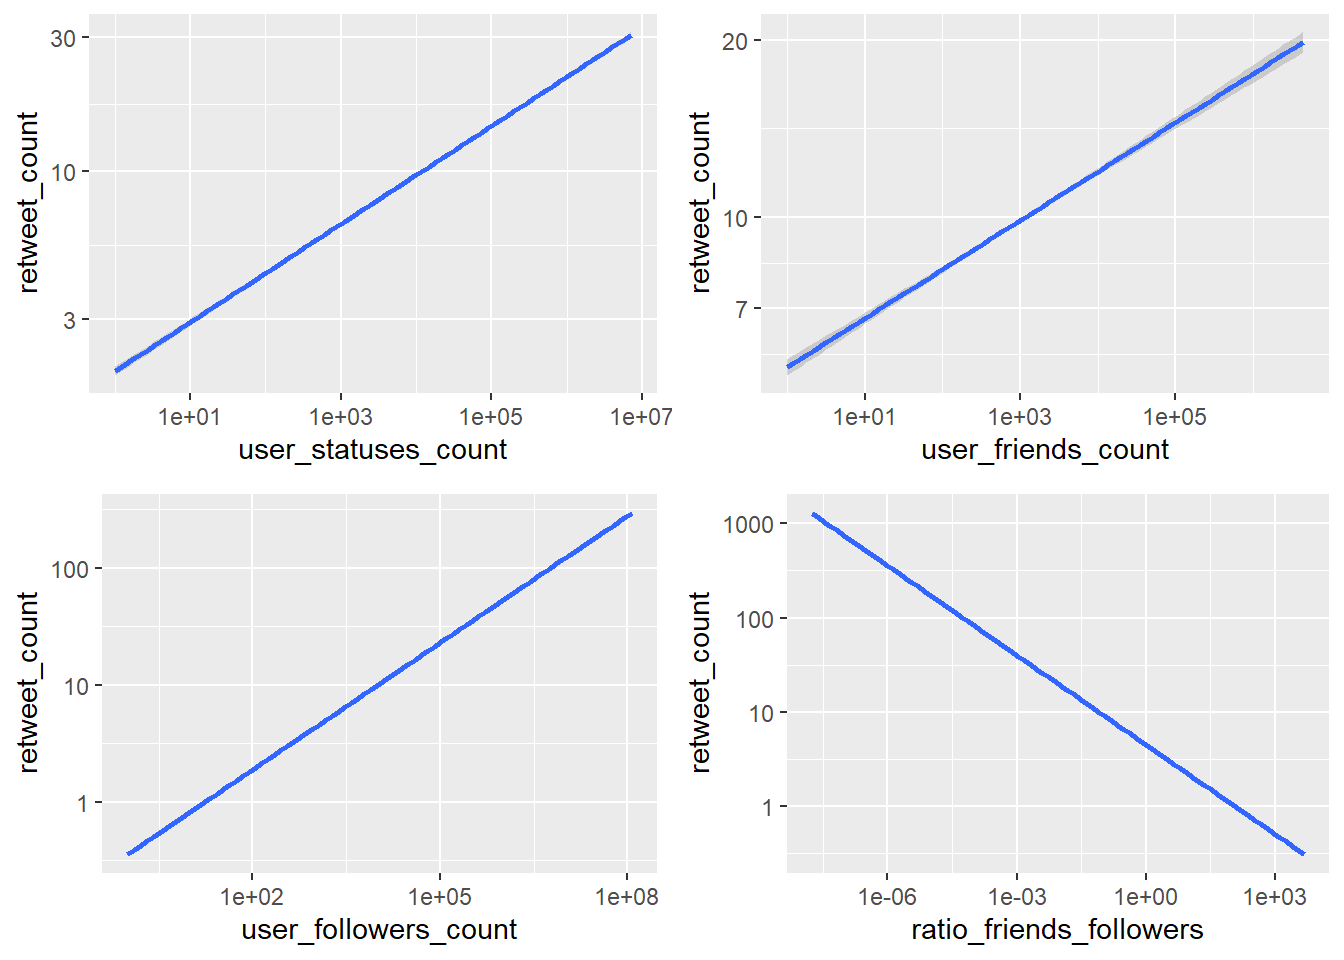 retweet_count
30
10
3
1e+01 1e+03 1e+05 1e+07
user_statuses_count
retweet_count
20
10
7
1e+01 1e+03 1e+05
user_friends_count
retweet_count
100
10
1
1e+02 1e+05 1e+08
user_followers_count
retweet_count
1000
100
10
1
1e-06 1e-03 1e+00 1e+03
ratio_friends_followers